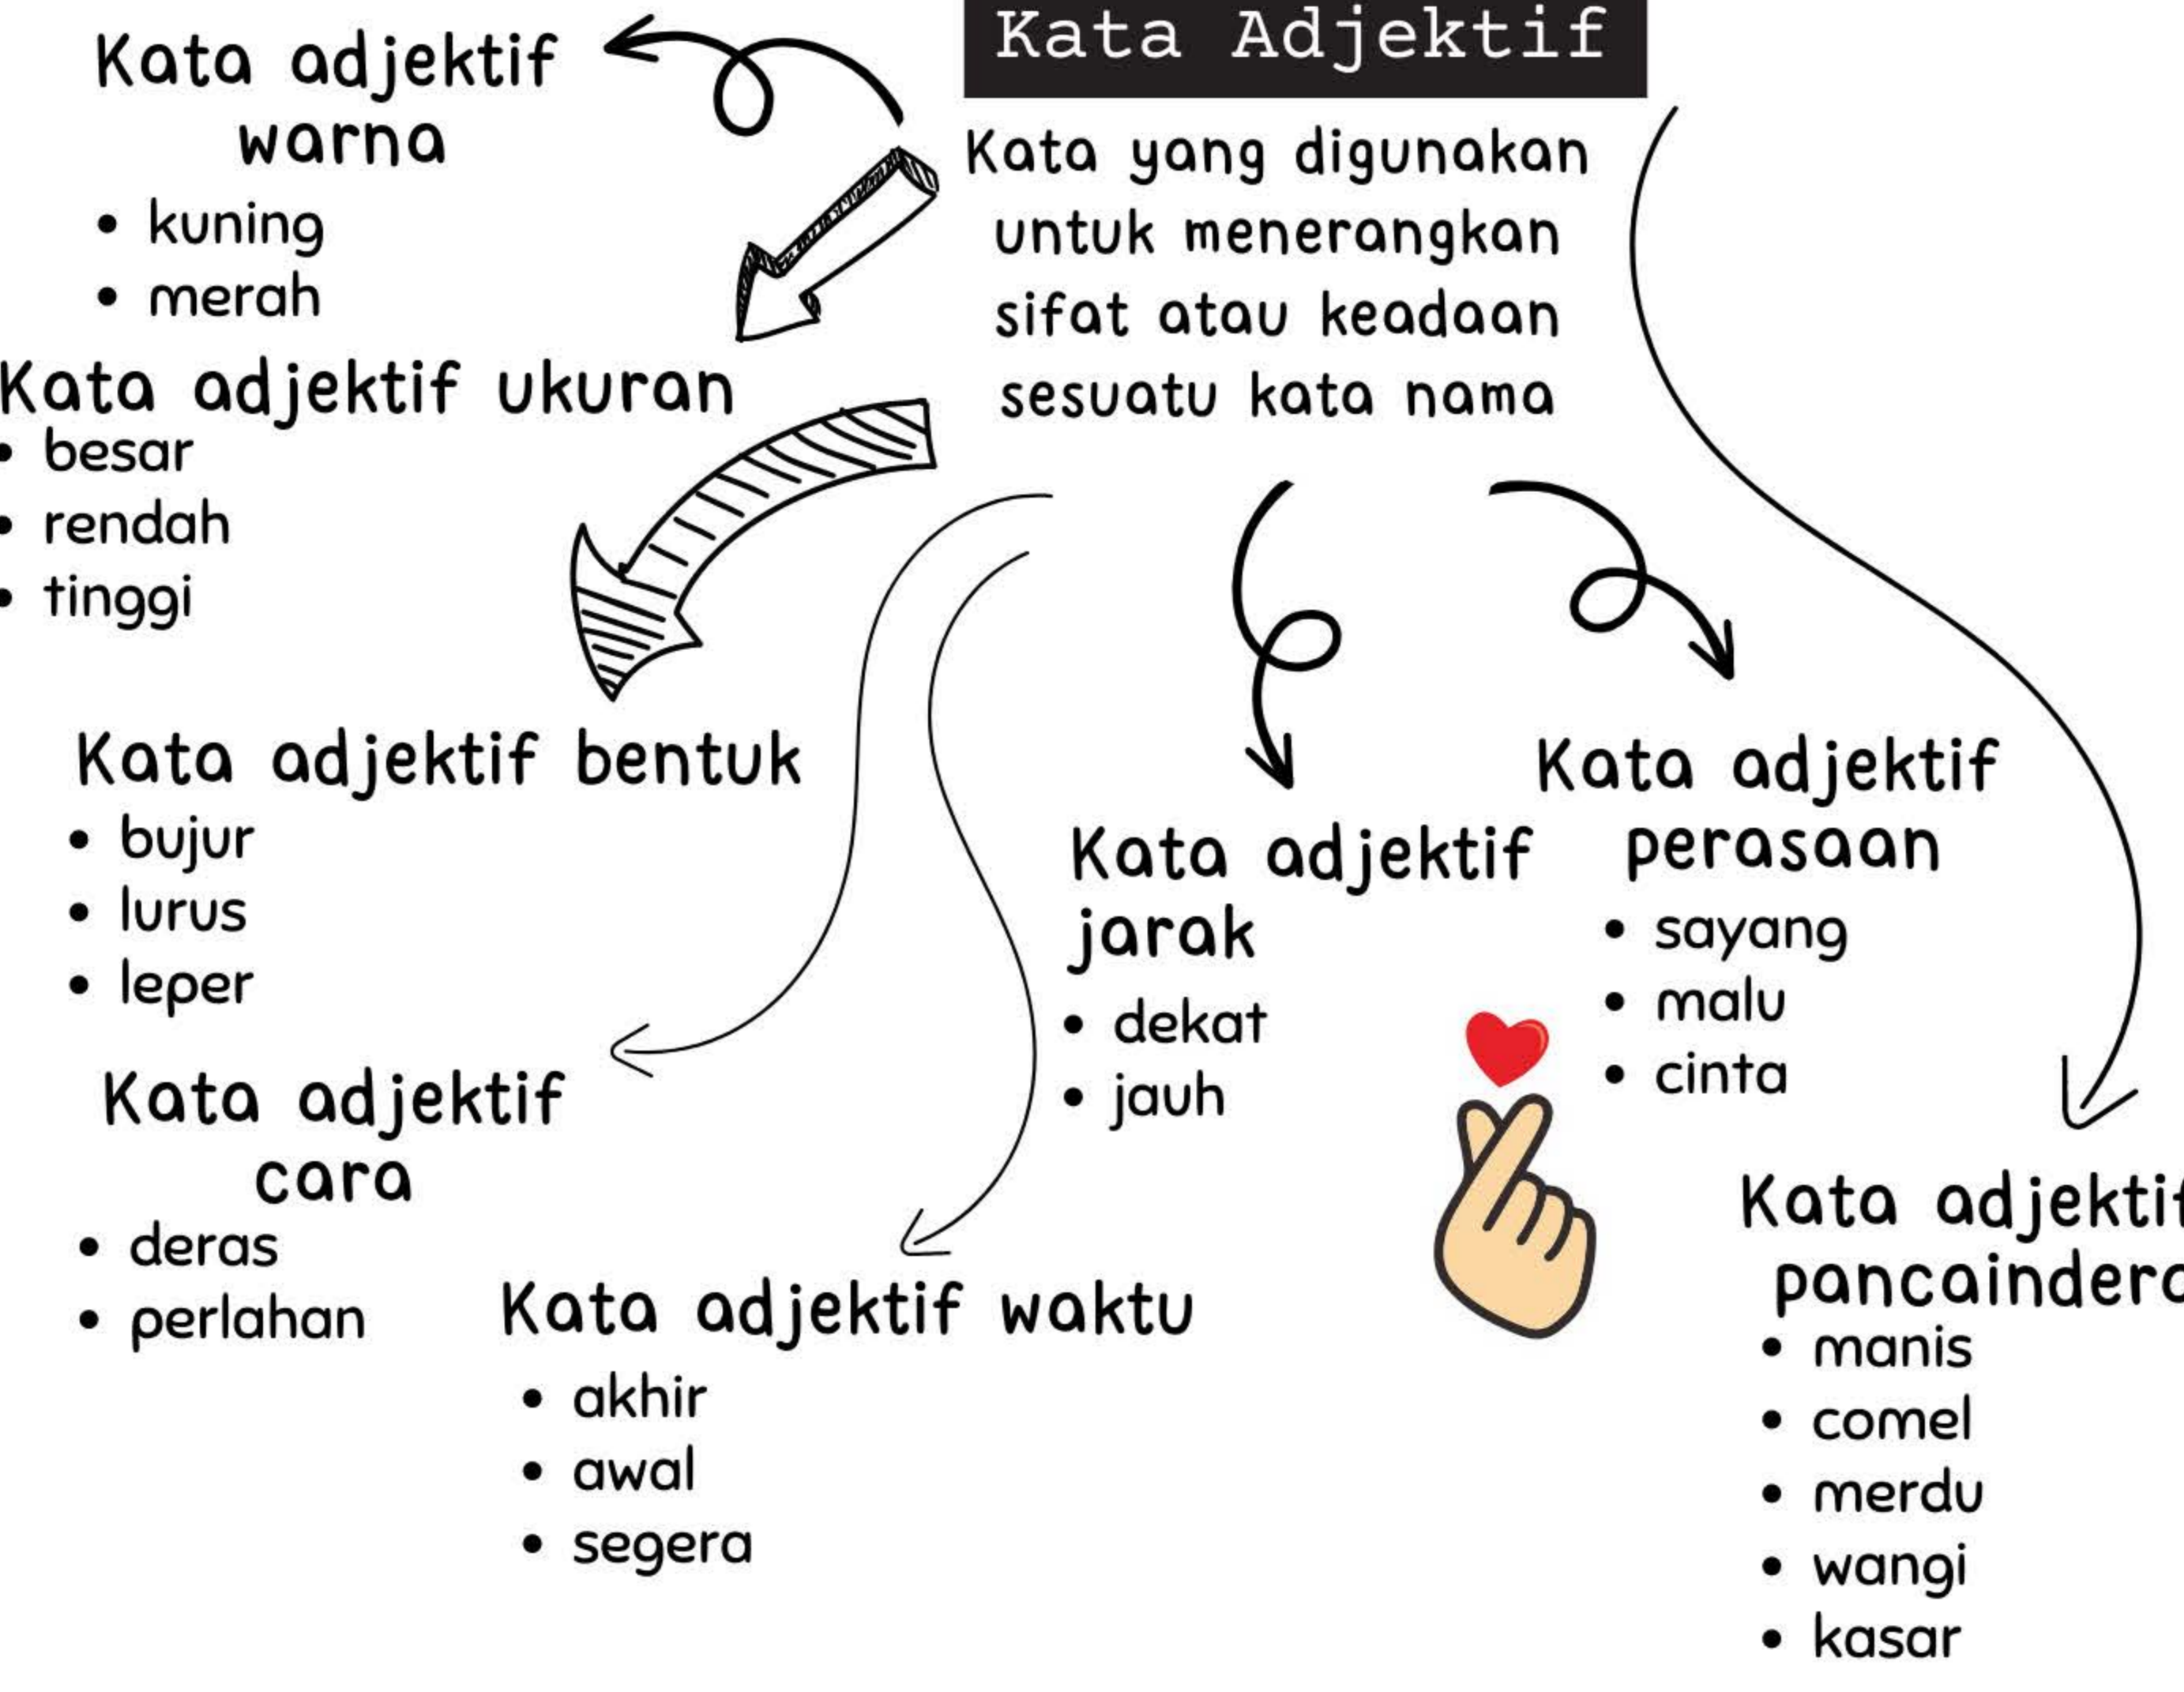 Kata Adjektif
Kata yang digunakan
untuk menerangkan
sifat atau keadaan
sesuatu kata nama
Kata adjektif
warna
• kuning
• merah
Kata adjektif ukuran
• besar
• rendah
• tinggi
Kata adjektif bentuk
• bujur
• lurus
• leper
Kata adjektif
cara
• deras
• perlahan
Kata adjektif waktu
• akhir
• awal
• segera
Kata adjektif
jarak
• dekat
• jauh
Kata adjektif
perasaan
• sayang
• malu
• cinta
Kata adjektif
pancaindera
• manis
• comel
• merdu
• wangi
• kasar